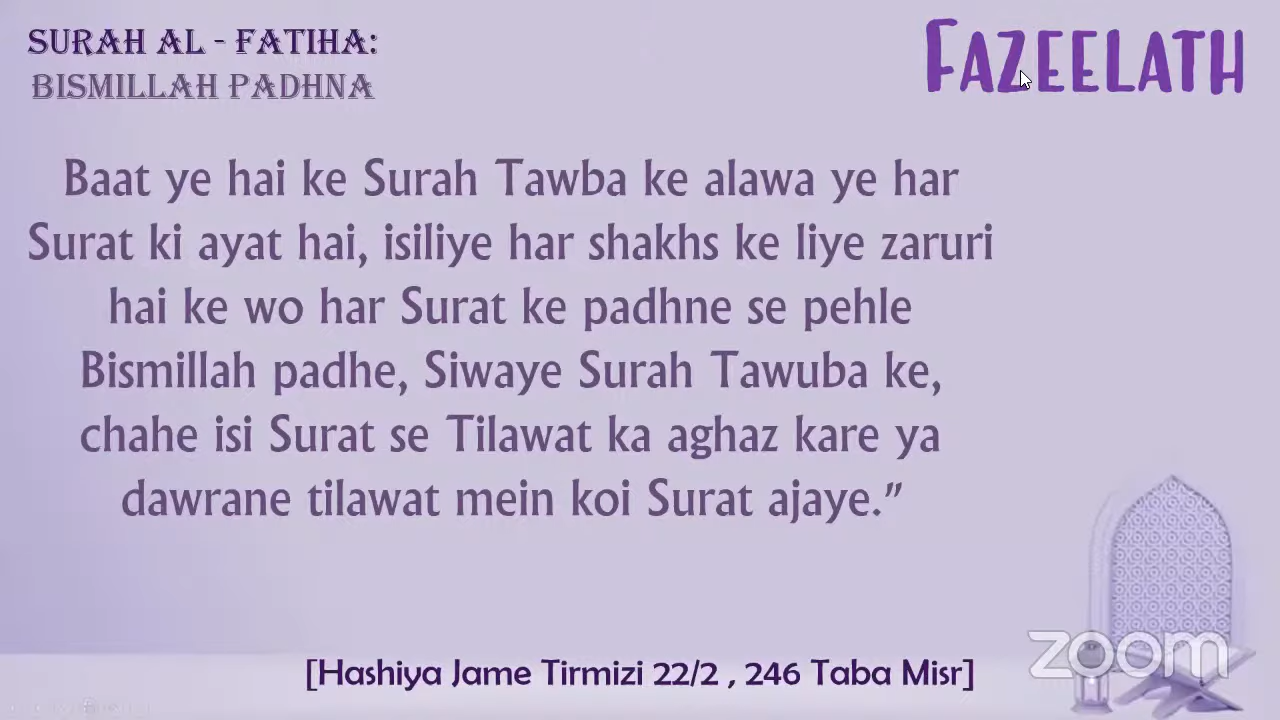 SURAH AL - FATIHA:
BISMILLAH PADHNA
FAZEELATH
Baat ye hai ke Surah Tawba ke alawa ye har
Surat ki ayat hai, isiliye har shakhs ke liye zaruri
hai ke wo har Surat ke padhne se pehle
Bismillah padhe, Siwaye Surah Tawuba ke,
chahe isi Surat se Tilawat ka aghaz kare ya
dawrane tilawat mein koi Surat ajaye.”
[Hashiya Jame Tirmizi 22/2 , 246 Taba Misr]
zoom